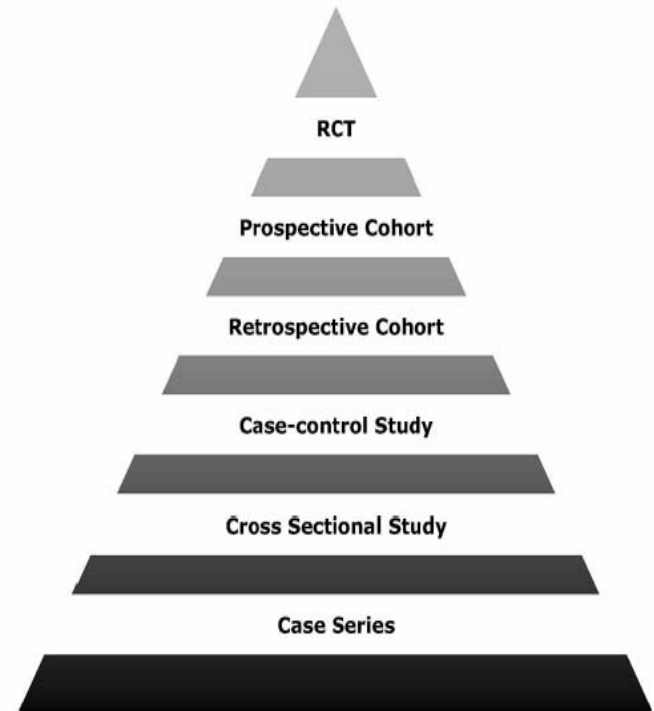 RCT
Prospective Cohort
Retrospective Cohort
Case-control Study
Cross Sectional Study
Case Series